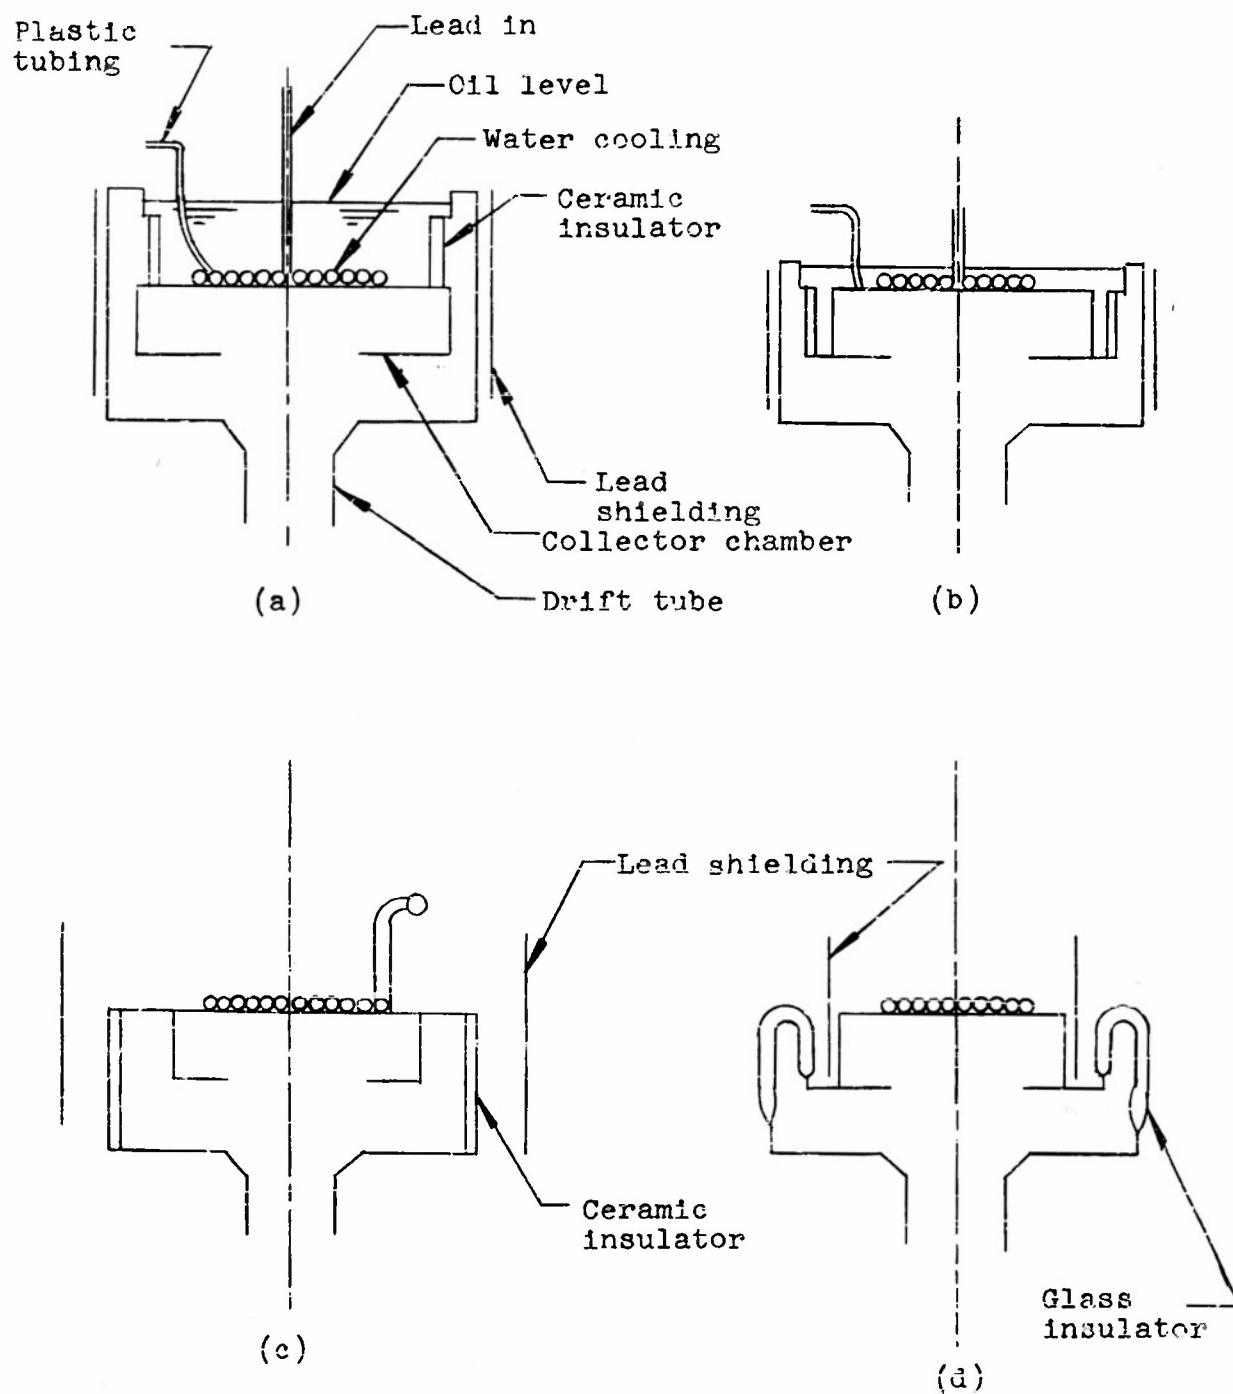 Plastic
tubing
Lead in
Oil level
Water cooling
Ceramic
insulator
Lead
shielding
Collector chamber
Drift tube
(a)
(b)
Lead shielding
Ceramic
insulator
Glass
insulator
(c)
(d)